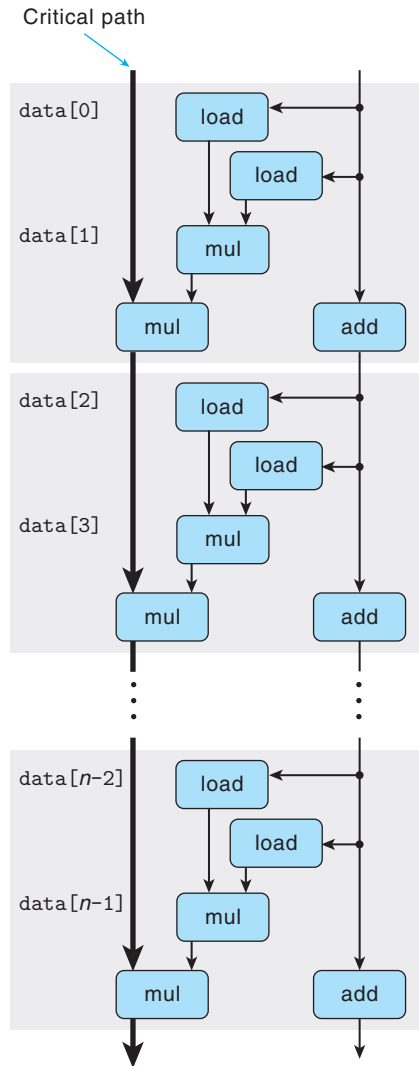 Critical path
data[0]
load
load
data[1]
mul
mul
add
data[2]
load
load
data[3]
mul
mul
add
data[n-2]
load
load
data[n-1]
mul
mul
add